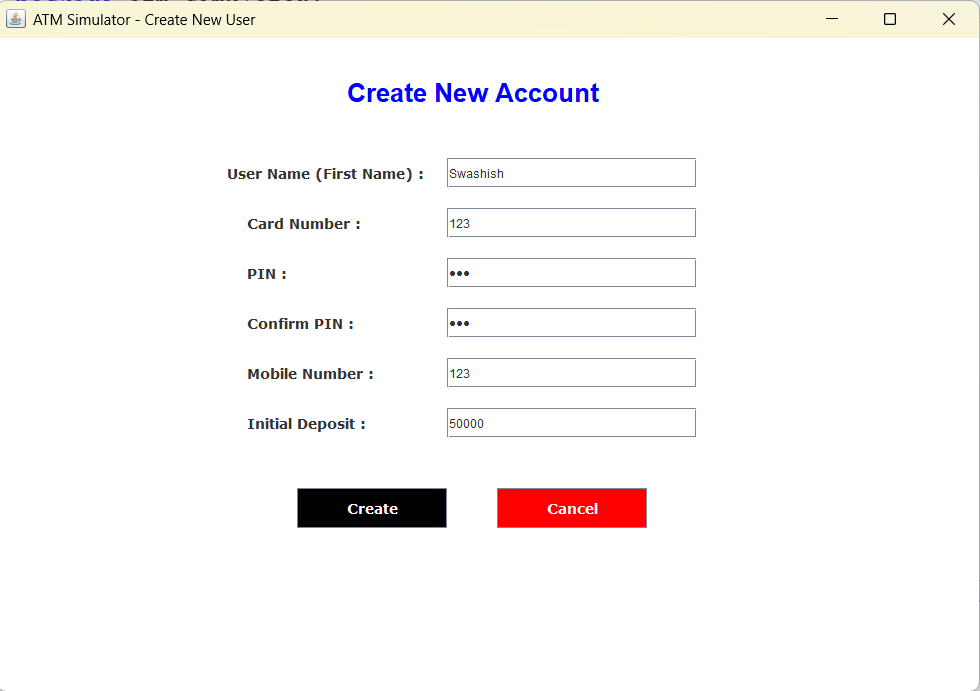 ATM Simulator - Create New User
Create New Account
User Name (First Name) : Swashish
Card Number : 123
PIN : •••
Confirm PIN : •••
Mobile Number : 123
Initial Deposit : 50000
Create Cancel